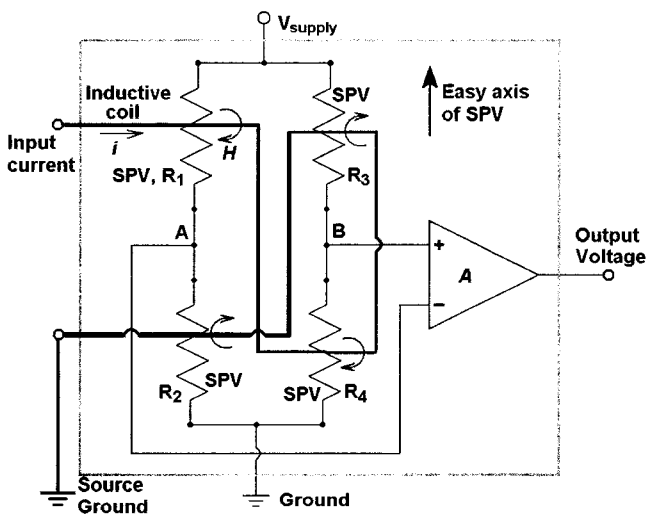 Vsupply
Inductive
coil
SPV
Easy axis
of SPV
Input
current
i
H
SPV, R1
R3
A
B
Output
Voltage
+
A
−
SPV
R2
SPV
R4
Source
Ground
Ground